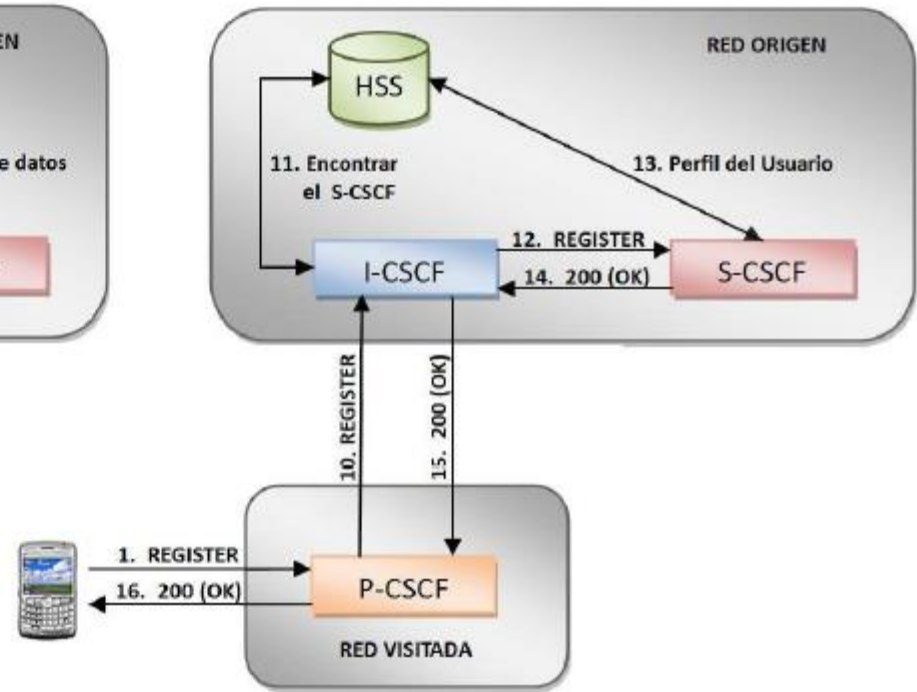 EN
e datos
RED ORIGEN
HSS
11. Encontrar
el S-CSCF
13. Perfil del Usuario
12. REGISTER
I-CSCF
S-CSCF
14. 200 (OK)
10. REGISTER
15. 200 (OK)
1. REGISTER
16. 200 (OK)
P-CSCF
RED VISITADA